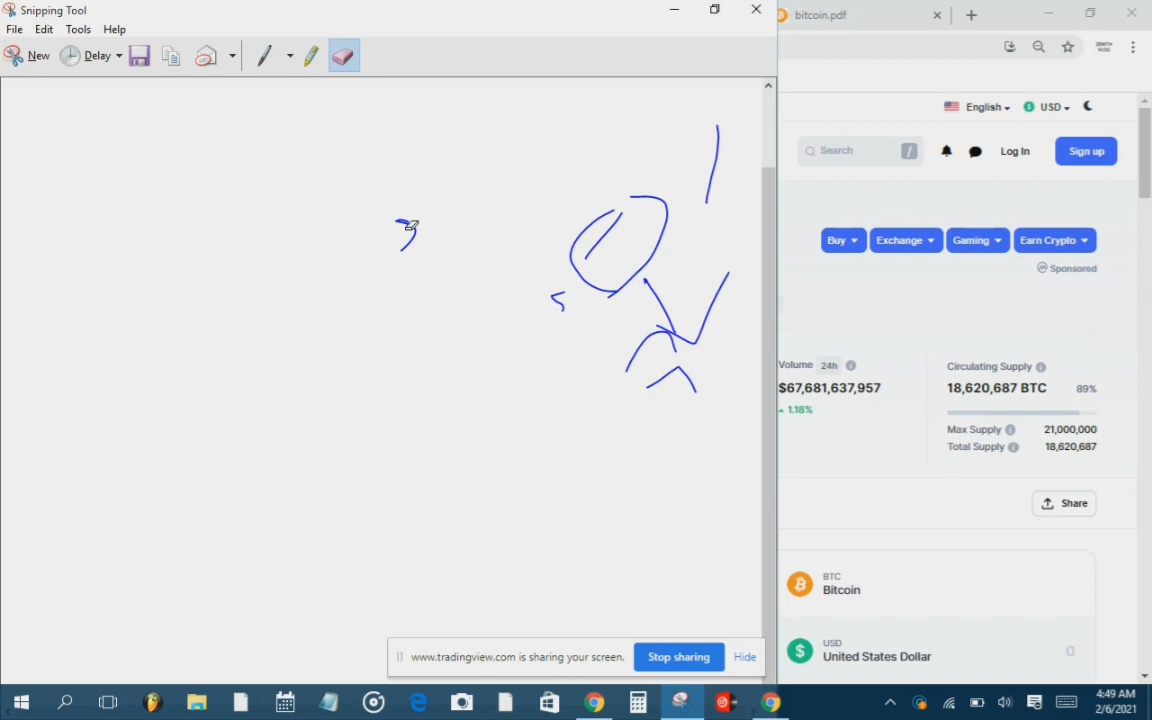 Snipping Tool
File Edit Tools Help
New Delay
bitcoin.pdf
English USD
Search / Log In Sign up
Buy Exchange Gaming Earn Crypto
Sponsored
Volume 24h
$67,681,637,957
1.18%
Circulating Supply
18,620,687 BTC 89%
Max Supply 21,000,000
Total Supply 18,620,687
Share
BTC
Bitcoin
USD
United States Dollar 0
www.tradingview.com is sharing your screen. Stop sharing Hide
4:49 AM
2/6/2021